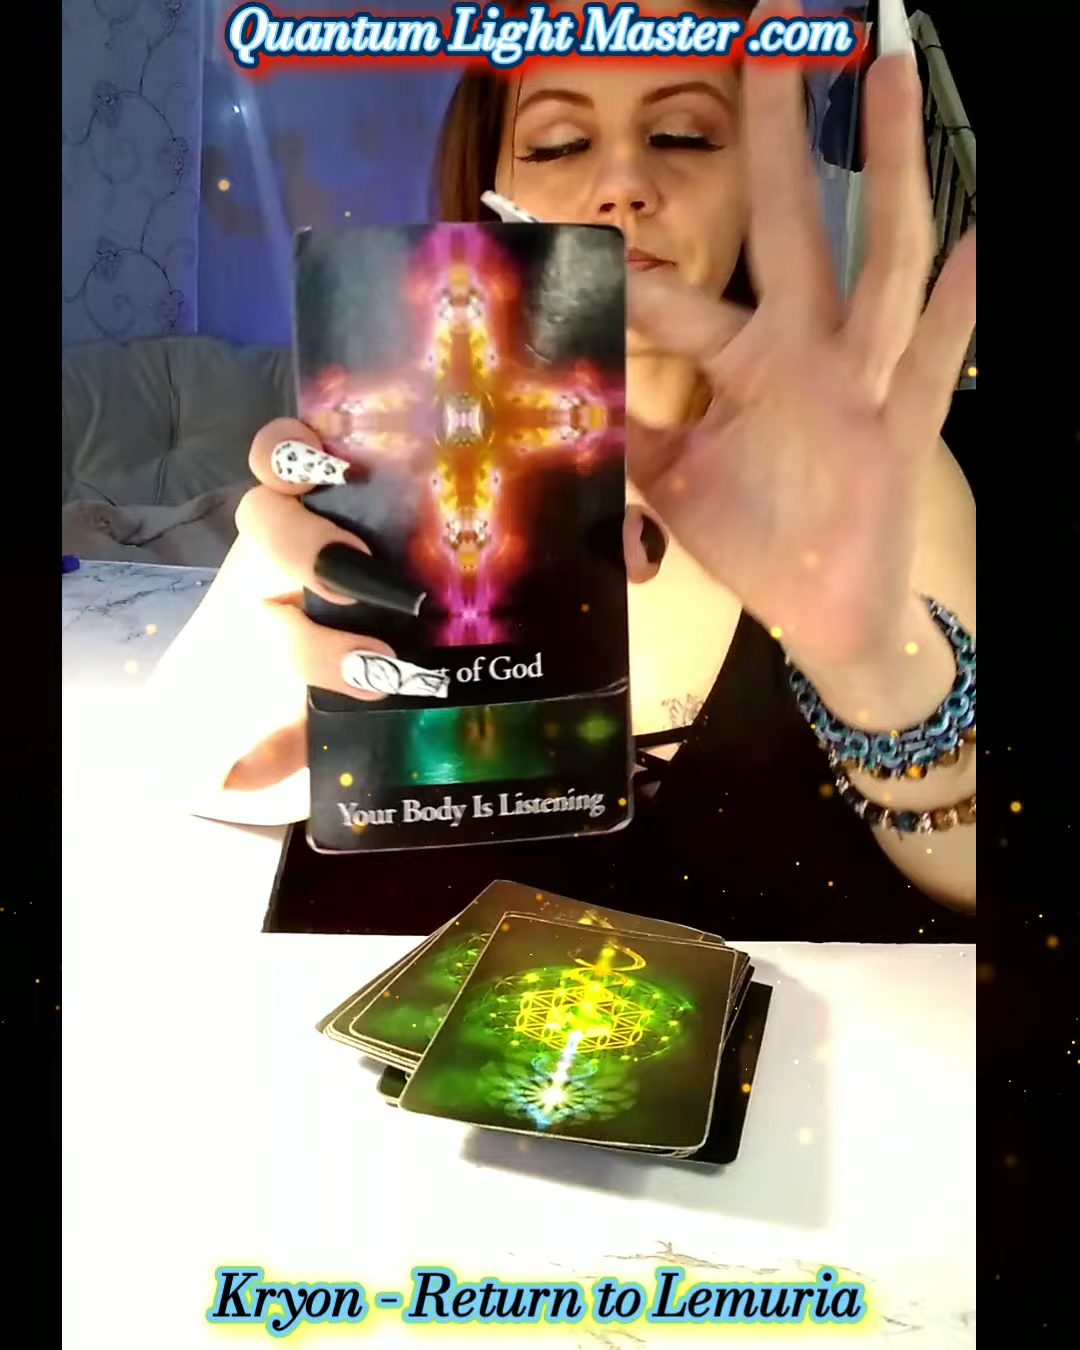 Quantum Light Master .com
of God
Your Body Is Listening
Kryon - Return to Lemuria